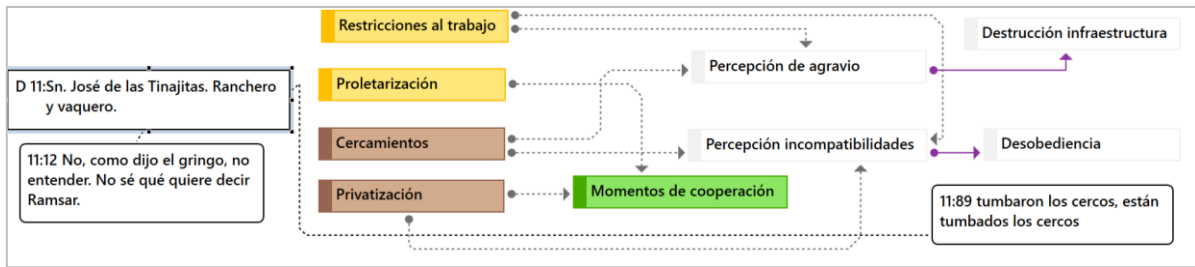 Restricciones al trabajo
Destrucción infraestructura
Percepción de agravio
D 11:Sn. José de las Tinajitas. Ranchero
y vaquero.
Proletarización
Cercamientos
Percepción incompatibilidades
Desobediencia
11:12 No, como dijo el gringo, no
entender. No sé qué quiere decir
Ramsar.
Privatización
Momentos de cooperación
11:89 tumbaron los cercos, están
tumbados los cercos